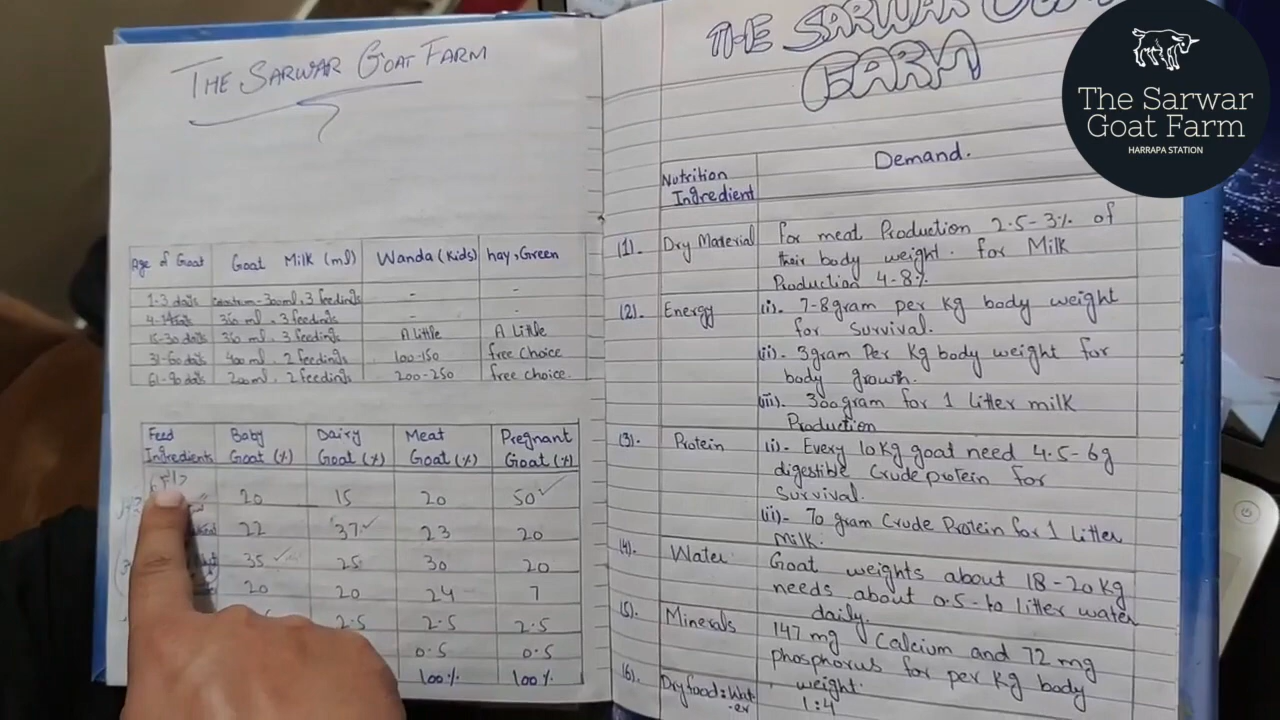 THE SARWAR GOAT FARM
Age of Goat Goat Milk (ml) Wanda (Kids) hay, Green
1-3 days 300ml, 3 feedings - -
350 ml, 3 feedings - -
15-30 days 350 ml, 3 feedings A Little A Little
31-60 days 400 ml, 2 feedings 100-150 free Choice
61-90 days 200ml, 2 feedings 200-250 free choice.
Feed Ingredients Baby Goat (%) Dairy Goat (%) Meat Goat (%) Pregnant Goat (%)
20 15 20 50
22 37 23 20
35 25 30 20
20 20 24 7
2.5 2.5 2.5
0.5 0.5
100% 100%
THE SARWAR
FARM
Nutrition
Ingredient
Demand.
(1). Dry Material for meat Production 2.5-3% of
their body weight. for Milk
Production 4-8%
(2). Energy (i). 7-8 gram per Kg body weight
for Survival.
(ii). 3 gram Per Kg body weight for
body growth.
(iii). 300 gram for 1 Litter milk
Production
(3). Protein (i). Every 10 Kg goat need 4.5-6g
digestible Crude protein for
Survival.
(ii)- 70 gram Crude Protein for 1 Litter
Milk.
(4). Water Goat weights about 18-20 Kg
needs about 0.5-10 litter water
daily.
(5). Minerals 147 mg Calcium and 72 mg
phosphorus for per Kg body
weight.
(6). Dry food: Wat-
er 1:4
The Sarwar
Goat Farm
HARRAPA STATION